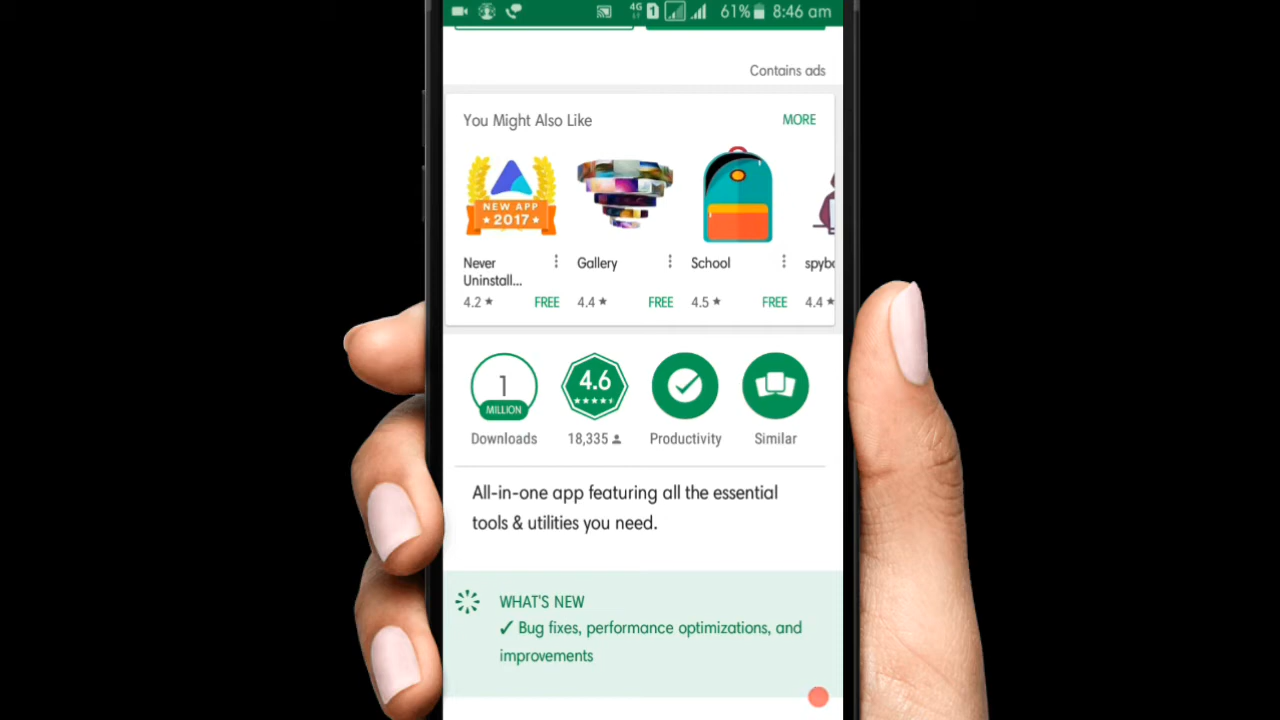 4G 1 61% 8:46 am
Contains ads
You Might Also Like MORE
NEW APP
2017
Never Uninstall...
4.2 FREE
Gallery
4.4 FREE
School
4.5 FREE
spybo
4.4
1 MILLION
Downloads
4.6
18,335
Productivity
Similar
All-in-one app featuring all the essential
tools & utilities you need.
WHAT'S NEW
✓ Bug fixes, performance optimizations, and
improvements